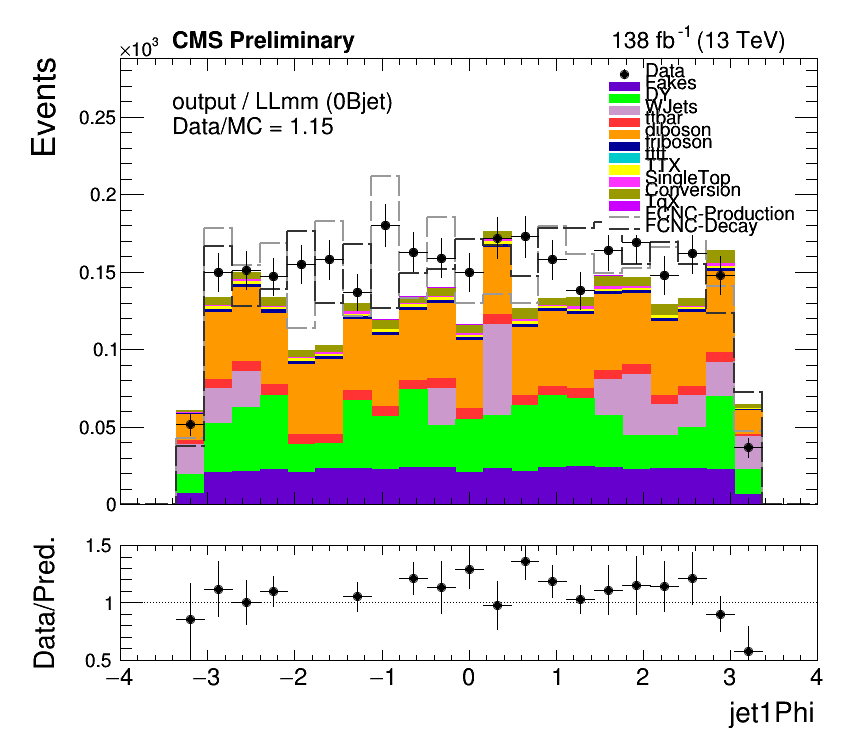 ×10³ CMS Preliminary 138 fb⁻¹ (13 TeV)
Events
output / LLmm (0Bjet)
Data/MC = 1.15
Data
Fakes
DY
WJets
ttbar
diboson
triboson
tttt
TTX
SingleTop
Conversion
TqX
FCNC-Production
FCNC-Decay
0.25
0.2
0.15
0.1
0.05
0
Data/Pred.
1.5
1
0.5
−4 −3 −2 −1 0 1 2 3 4
jet1Phi